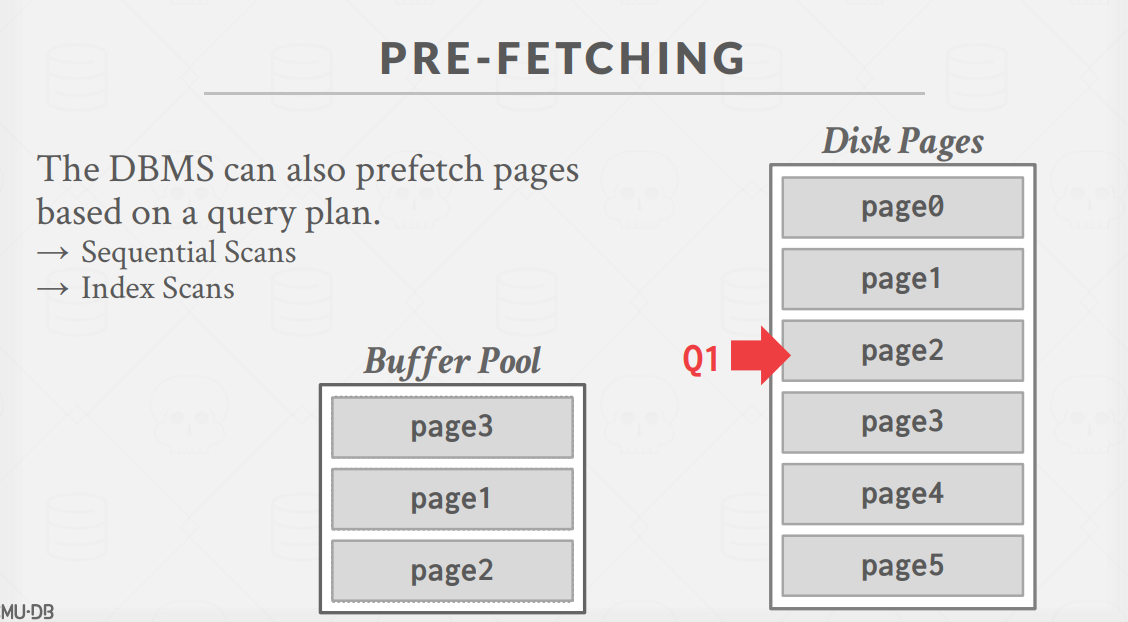 PRE-FETCHING
The DBMS can also prefetch pages
based on a query plan.
→ Sequential Scans
→ Index Scans
Buffer Pool
page3
page1
page2
Q1
Disk Pages
page0
page1
page2
page3
page4
page5
MU·DB